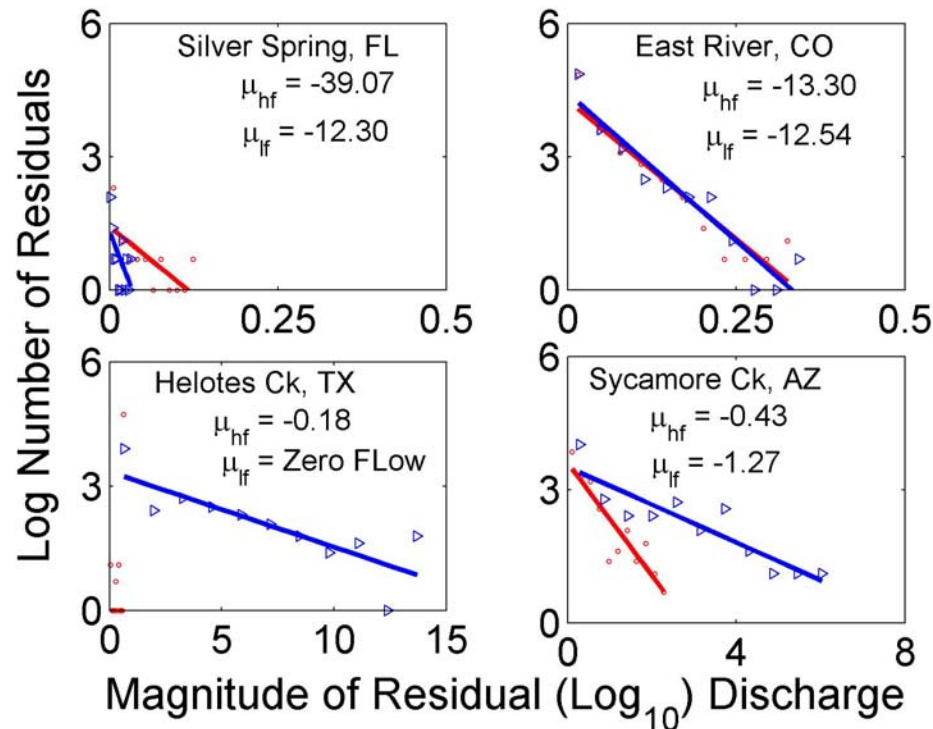 Log Number of Residuals
6
3
0
Silver Spring, FL
μhf = -39.07
μlf = -12.30
0
0.25
0.5
6
3
0
East River, CO
μhf = -13.30
μlf = -12.54
0
0.25
0.5
6
3
0
Helotes Ck, TX
μhf = -0.18
μlf = Zero FLow
0
5
10
15
6
3
0
Sycamore Ck, AZ
μhf = -0.43
μlf = -1.27
0
4
8
Magnitude of Residual (Log10) Discharge